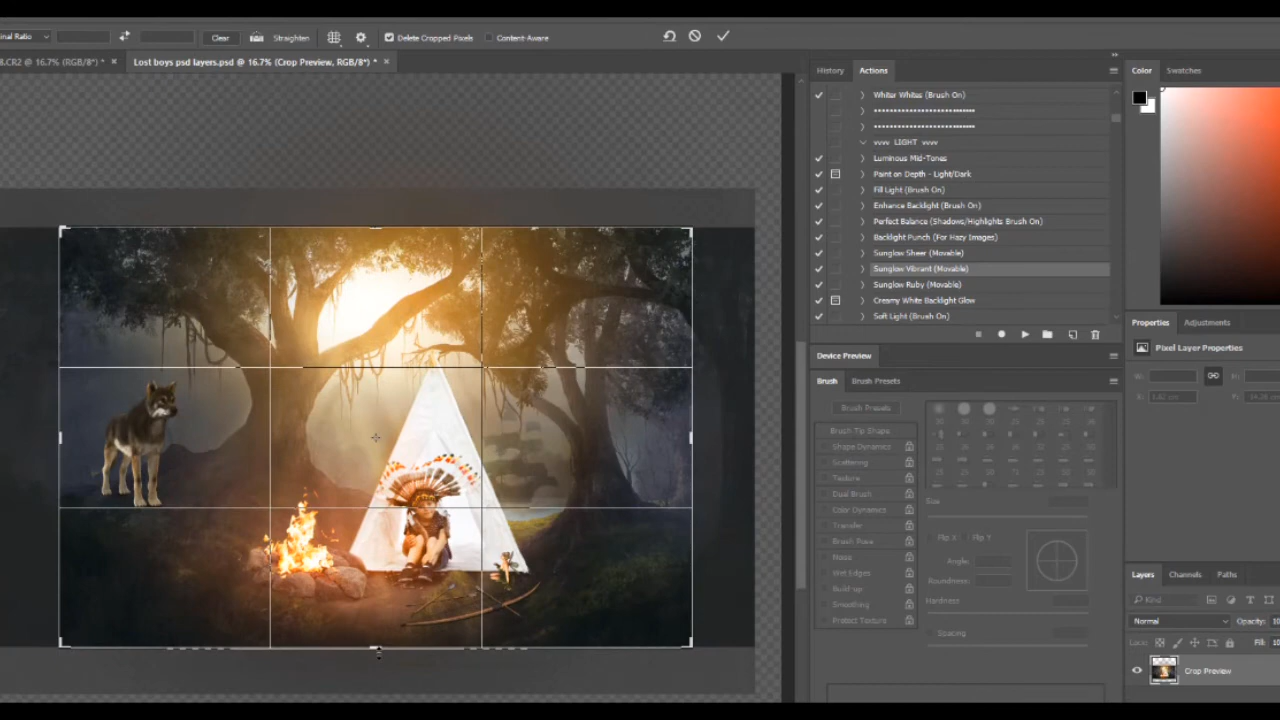 nal Ratio
Clear
Straighten
Delete Cropped Pixels
Content-Aware
8.CR2 @ 16.7% (RGB/8*) *
Lost boys psd layers.psd @ 16.7% (Crop Preview, RGB/8*) *
History
Actions
Whiter Whites (Brush On)
vvvv LIGHT vvvv
Luminous Mid-Tones
Paint on Depth - Light/Dark
Fill Light (Brush On)
Enhance Backlight (Brush On)
Perfect Balance (Shadows/Highlights Brush On)
Backlight Punch (For Hazy Images)
Sunglow Sheer (Movable)
Sunglow Vibrant (Movable)
Sunglow Ruby (Movable)
Creamy White Backlight Glow
Soft Light (Brush On)
Device Preview
Brush
Brush Presets
Brush Presets
Brush Tip Shape
Shape Dynamics
Scattering
Texture
Dual Brush
Color Dynamics
Transfer
Brush Pose
Noise
Wet Edges
Build-up
Smoothing
Protect Texture
Size
Flip X
Flip Y
Angle:
Roundness:
Hardness
Spacing
Color
Swatches
Properties
Adjustments
Pixel Layer Properties
W:
H:
X:
Y:
Layers
Channels
Paths
Kind
Normal
Opacity: 10
Lock:
Fill: 10
Crop Preview